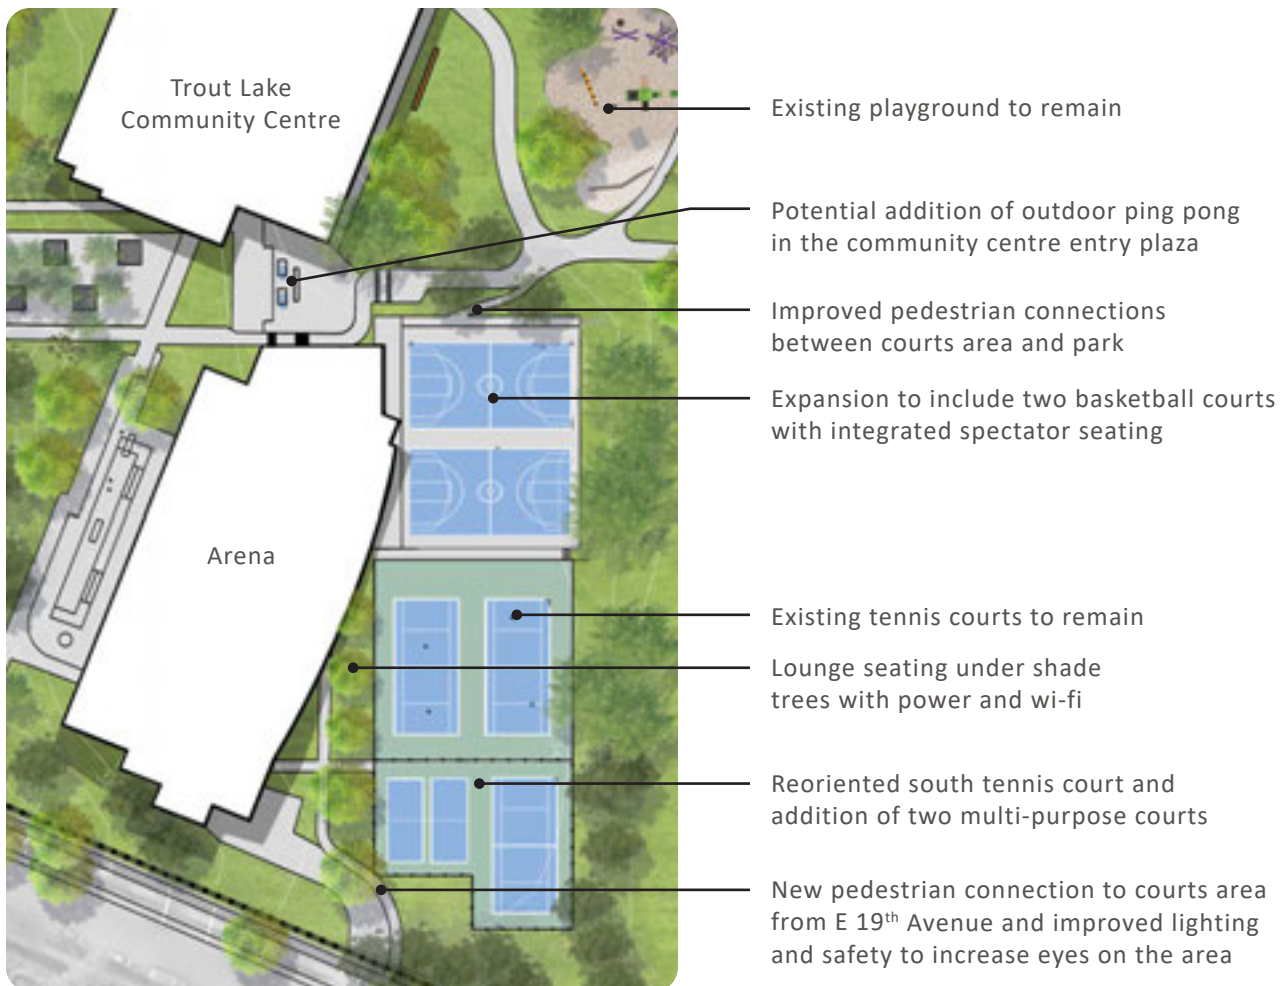 Trout Lake
Community Centre
Arena
Existing playground to remain
Potential addition of outdoor ping pong
in the community centre entry plaza
Improved pedestrian connections
between courts area and park
Expansion to include two basketball courts
with integrated spectator seating
Existing tennis courts to remain
Lounge seating under shade
trees with power and wi-fi
Reoriented south tennis court and
addition of two multi-purpose courts
New pedestrian connection to courts area
from E 19th Avenue and improved lighting
and safety to increase eyes on the area